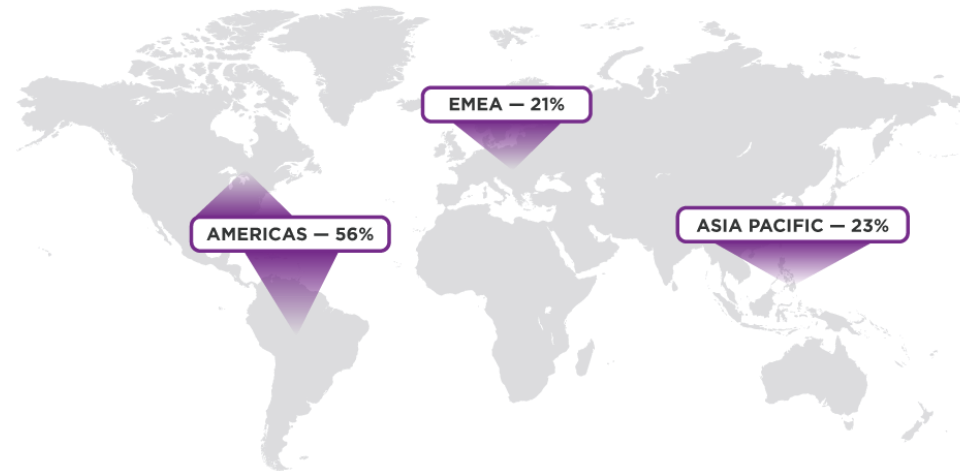 EMEA — 21%
AMERICAS — 56%
ASIA PACIFIC — 23%